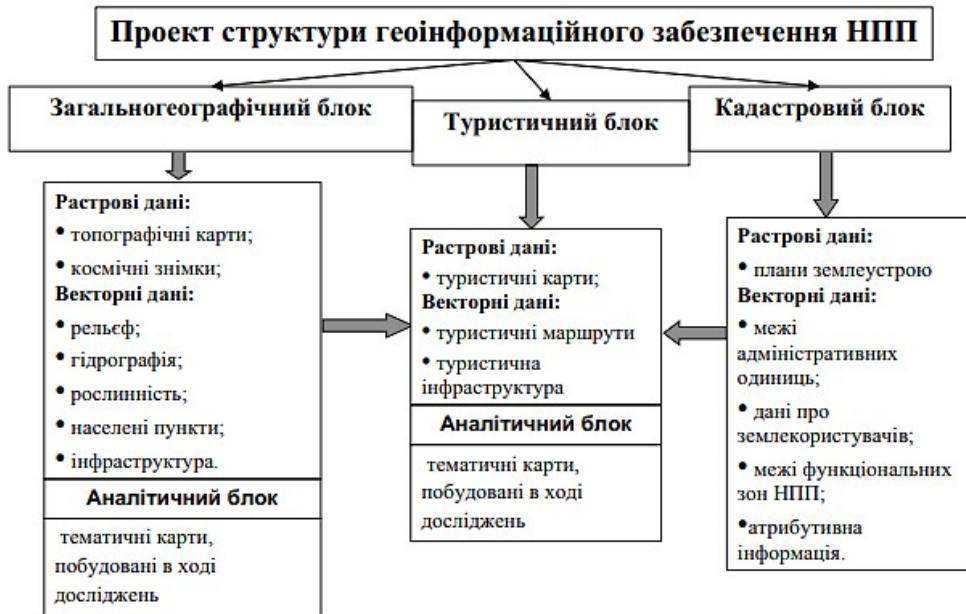 Проект структури геоінформаційного забезпечення НПП
Загальногеографічний блок
Туристичний блок
Кадастровий блок
Растрові дані:
• топографічні карти;
• космічні знімки;
Векторні дані:
• рельєф;
• гідрографія;
• рослинність;
• населені пункти;
• інфраструктура.
Аналітичний блок
тематичні карти,
побудовані в ході
досліджень
Растрові дані:
• туристичні карти;
Векторні дані:
• туристичні маршрути
• туристична
інфраструктура
Аналітичний блок
тематичні карти,
побудовані в ході
досліджень
Растрові дані:
• плани землеустрою
Векторні дані:
• межі
адміністративних
одиниць;
• дані про
землекористувачів;
• межі функціональних
зон НПП;
•атрибутивна
інформація.